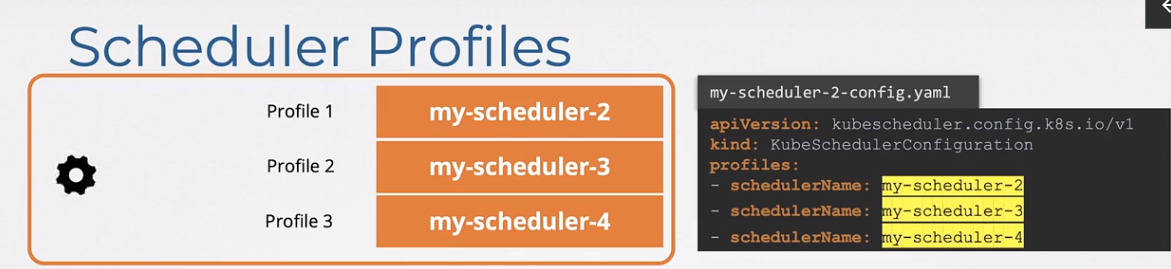 Scheduler Profiles
Profile 1 my-scheduler-2
Profile 2 my-scheduler-3
Profile 3 my-scheduler-4
my-scheduler-2-config.yaml
apiVersion: kubescheduler.config.k8s.io/v1
kind: KubeSchedulerConfiguration
profiles:
- schedulerName: my-scheduler-2
- schedulerName: my-scheduler-3
- schedulerName: my-scheduler-4